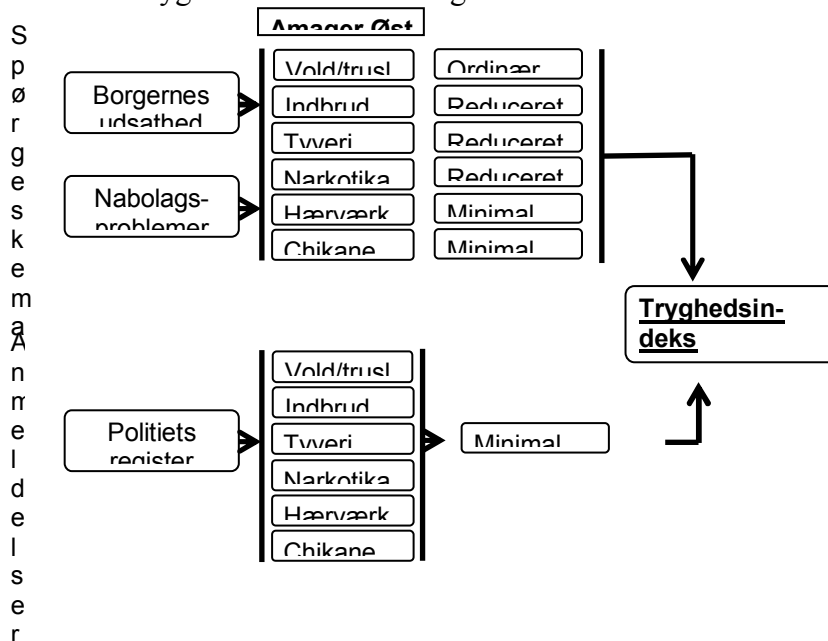 Amager Øst
Spørgeskema
Borgernes
udsathed
Nabolags-
problemer
Vold/trusl
Ordinær
Indbrud
Reduceret
Tyveri
Reduceret
Narkotika
Reduceret
Hærværk
Minimal
Chikane
Minimal
Tryghedsin-
deks
Anmeldelser
Politiets
register
Vold/trusl
Indbrud
Tyveri
Narkotika
Hærværk
Chikane
Minimal